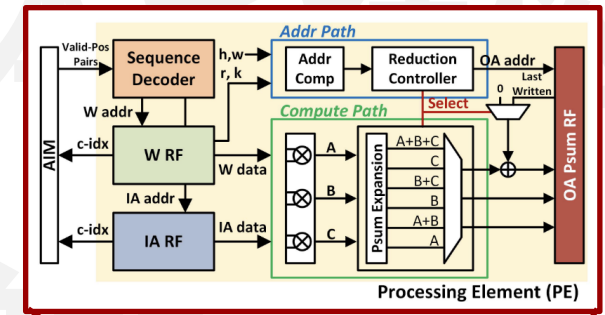 Addr Path
Valid-Pos
Pairs
Sequence
Decoder
h,w
r, k
Addr
Comp
Reduction
Controller
OA addr
Last
Written
0
Select
W addr
Compute Path
AIM
c-idx
W RF
W data
A
B
C
Psum Expansion
A+B+C
C
B+C
B
A+B
A
OA Psum RF
IA addr
c-idx
IA RF
IA data
Processing Element (PE)